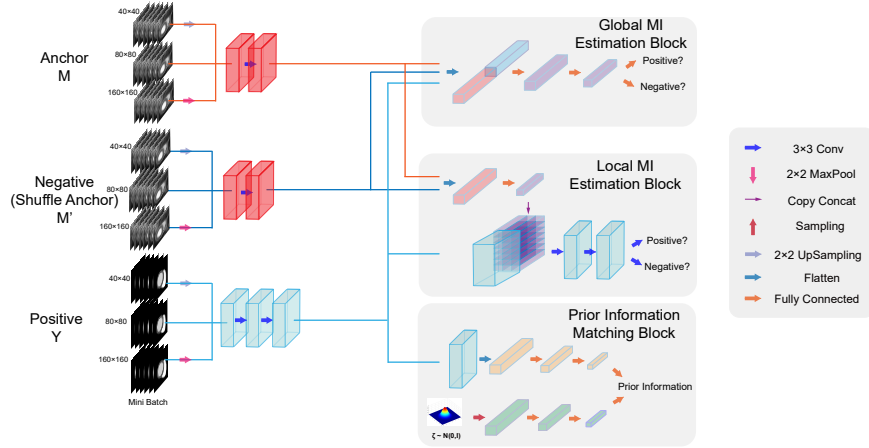 Anchor
M
40×40
80×80
160×160
Negative
(Shuffle Anchor)
M'
40×40
80×80
160×160
Positive
Y
40×40
80×80
160×160
Mini Batch
Global MI
Estimation Block
Positive?
Negative?
Local MI
Estimation Block
Positive?
Negative?
Prior Information
Matching Block
Prior Information
ζ ~ N(0,I)
3×3 Conv
2×2 MaxPool
Copy Concat
Sampling
2×2 UpSampling
Flatten
Fully Connected